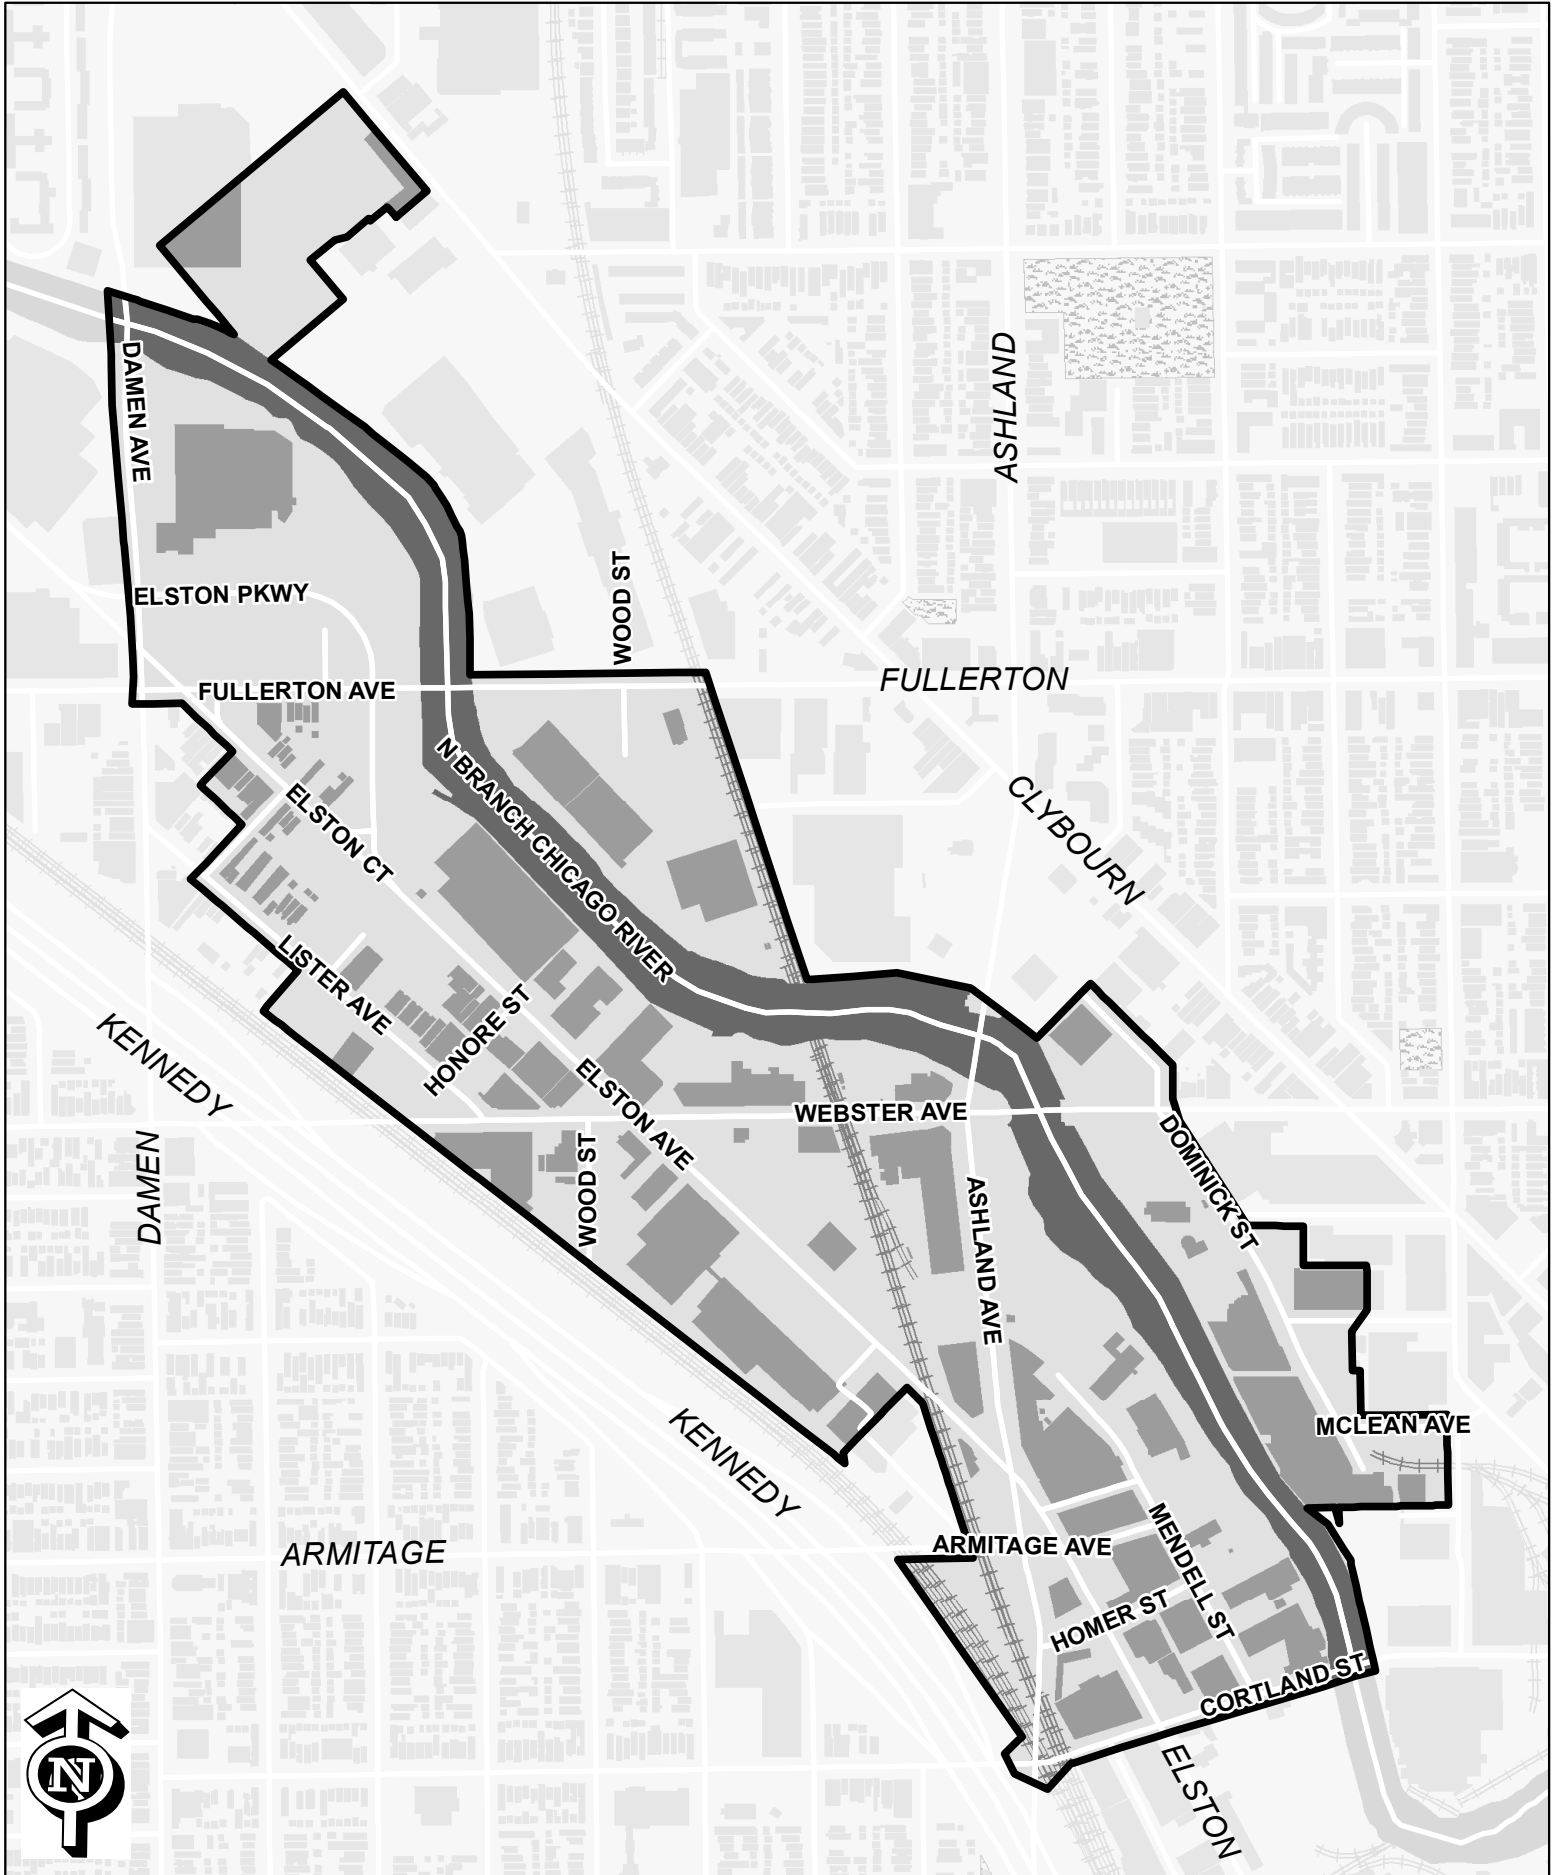 DAMEN AVE
ASHLAND
ELSTON PKWY
WOOD ST
FULLERTON AVE
FULLERTON
N BRANCH CHICAGO RIVER
ELSTON CT
CLYBOURN
LISTER AVE
HONORE ST
KENNEDY
ELSTON AVE
WEBSTER AVE
DAMEN
WOOD ST
DOMINICK ST
ASHLAND AVE
KENNEDY
MCLEAN AVE
ARMITAGE
ARMITAGE AVE
MENDELL ST
HOMER ST
CORTLAND ST
ELSTON
N